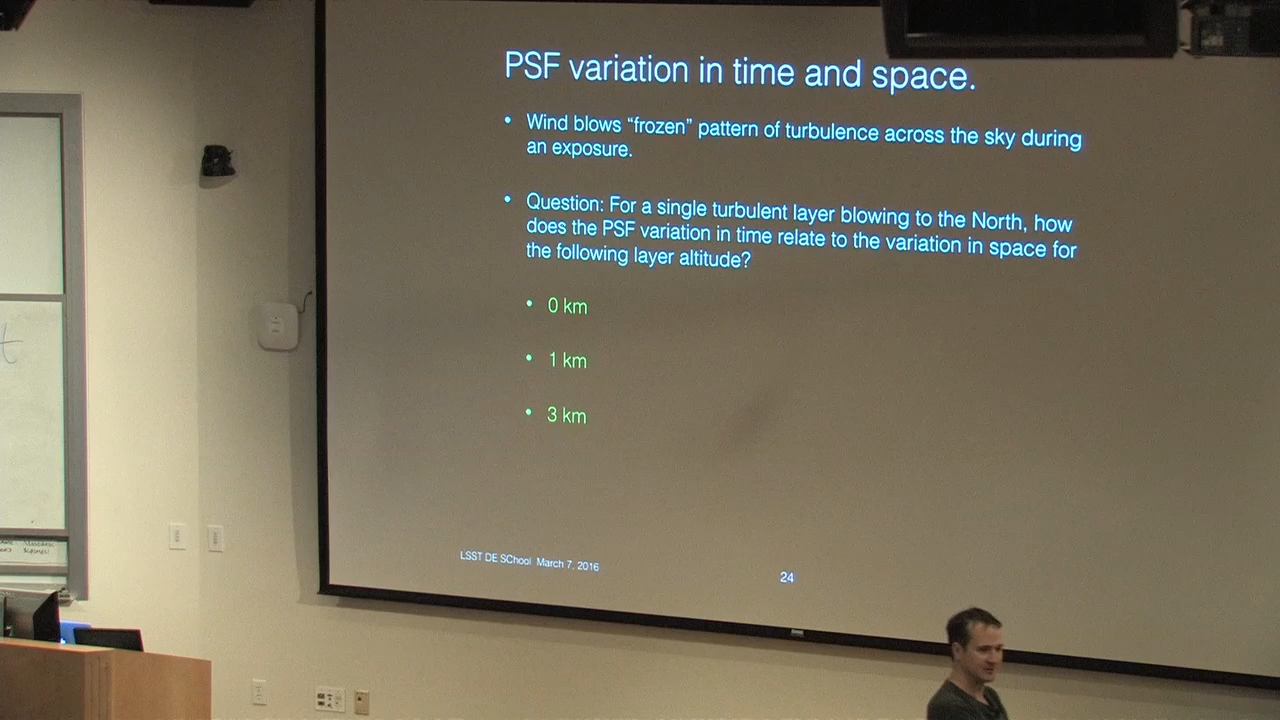 PSF variation in time and space.
• Wind blows “frozen” pattern of turbulence across the sky during
an exposure.
• Question: For a single turbulent layer blowing to the North, how
does the PSF variation in time relate to the variation in space for
the following layer altitude?
• 0 km
• 1 km
• 3 km
LSST DE SChool March 7, 2016
24